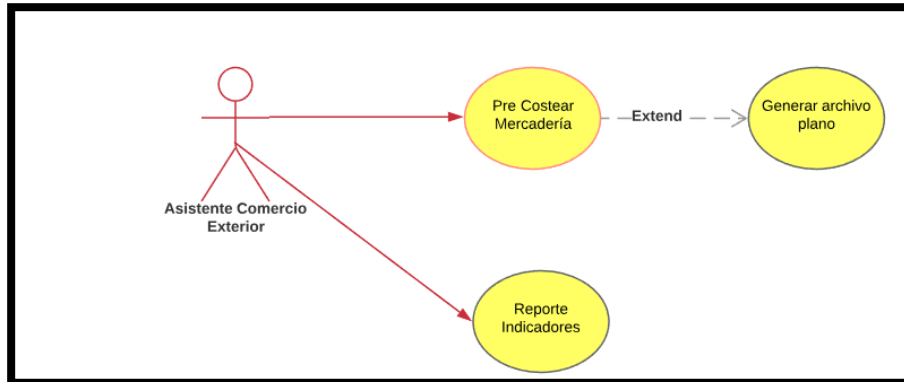 Pre Costear
Mercadería
Extend
Generar archivo
plano
Asistente Comercio
Exterior
Reporte
Indicadores